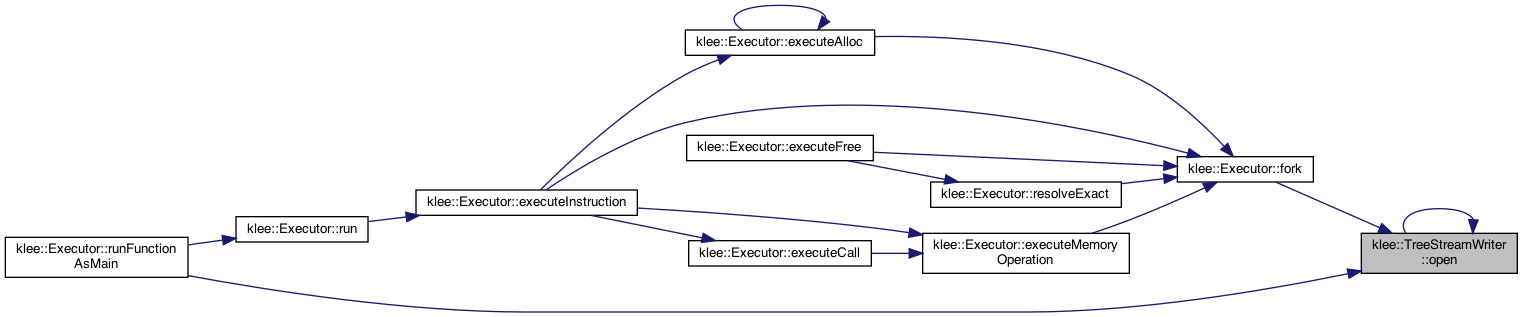 klee::Executor::executeAlloc
klee::Executor::executeFree
klee::Executor::fork
klee::Executor::resolveExact
klee::Executor::executeInstruction
klee::Executor::run
klee::Executor::runFunction
AsMain
klee::Executor::executeCall
klee::Executor::executeMemory
Operation
klee::TreeStreamWriter
::open